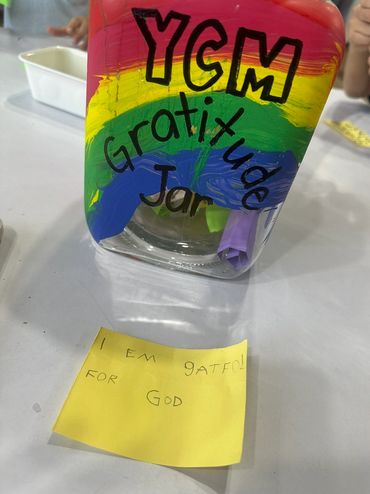 YCM
Gratitude
Jar
I EM gATFOl
FOR
GOD